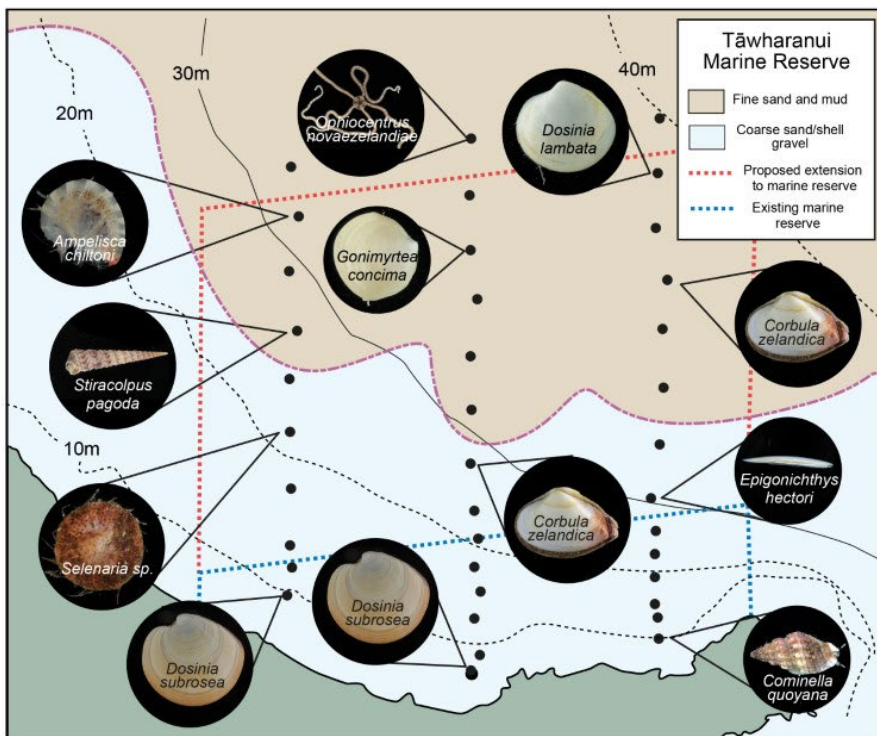 Tāwharanui
Marine Reserve
Fine sand and mud
Coarse sand/shell
gravel
Proposed extension
to marine reserve
Existing marine
reserve
40m
30m
20m
10m
Ophiocentrus
novaezelandiae
Dosinia
lambata
Ampelisca
chiltoni
Gonimyrtea
concima
Corbula
zelandica
Stiracolpus
pagoda
Epigonichthys
hectori
Corbula
zelandica
Selenaria sp.
Dosinia
subrosea
Dosinia
subrosea
Cominella
quoyana